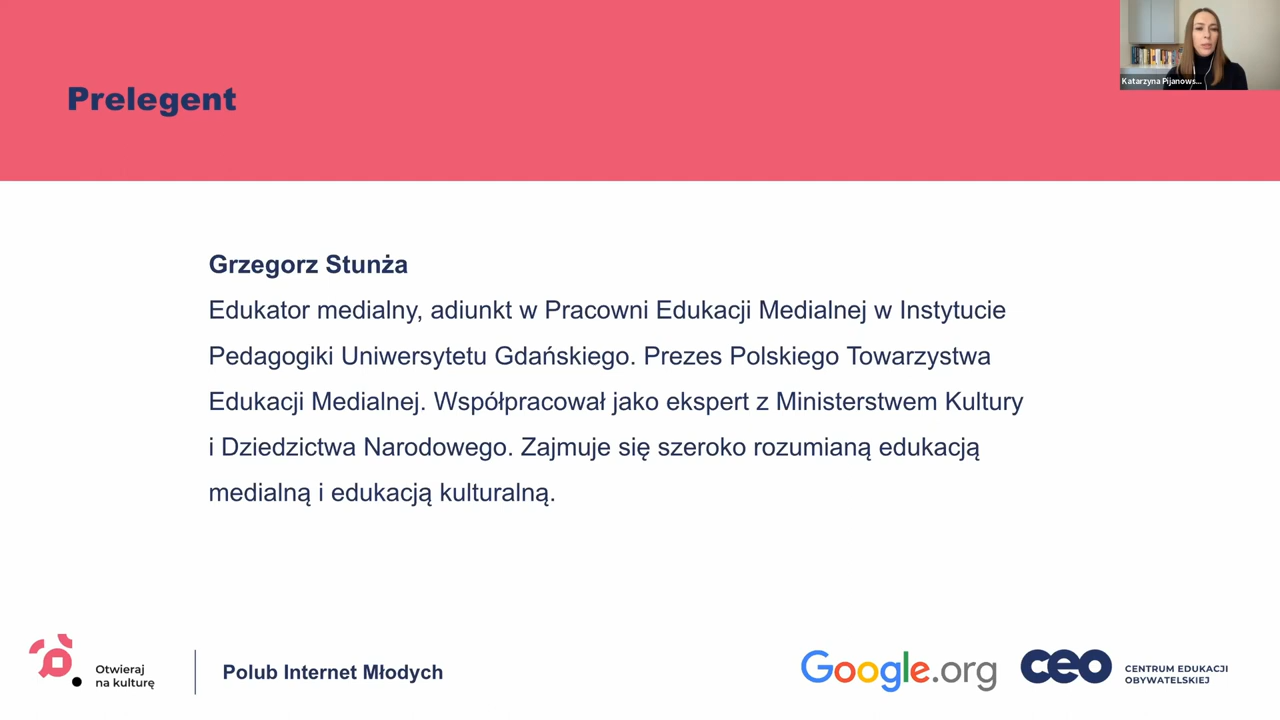 Prelegent
Katarzyna Pijanows...
Grzegorz Stunża
Edukator medialny, adiunkt w Pracowni Edukacji Medialnej w Instytucie
Pedagogiki Uniwersytetu Gdańskiego. Prezes Polskiego Towarzystwa
Edukacji Medialnej. Współpracował jako ekspert z Ministerstwem Kultury
i Dziedzictwa Narodowego. Zajmuje się szeroko rozumianą edukacją
medialną i edukacją kulturalną.
Otwieraj
na kulturę
Polub Internet Młodych
Google.org
ceo
CENTRUM EDUKACJI
OBYWATELSKIEJ